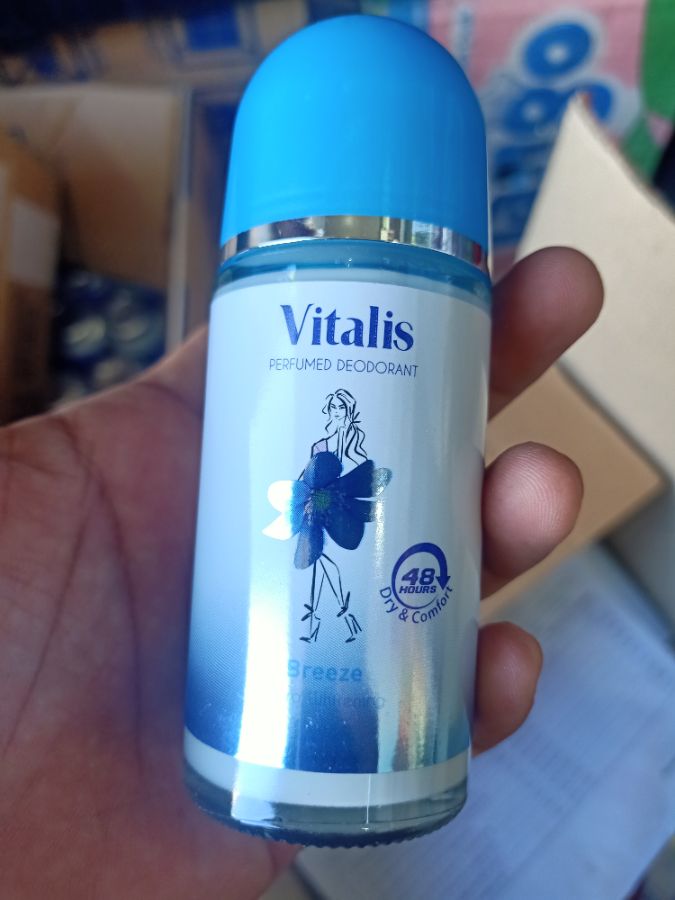 Vitalis
PERFUMED DEODORANT
48
HOURS
Dry & Comfort
Breeze